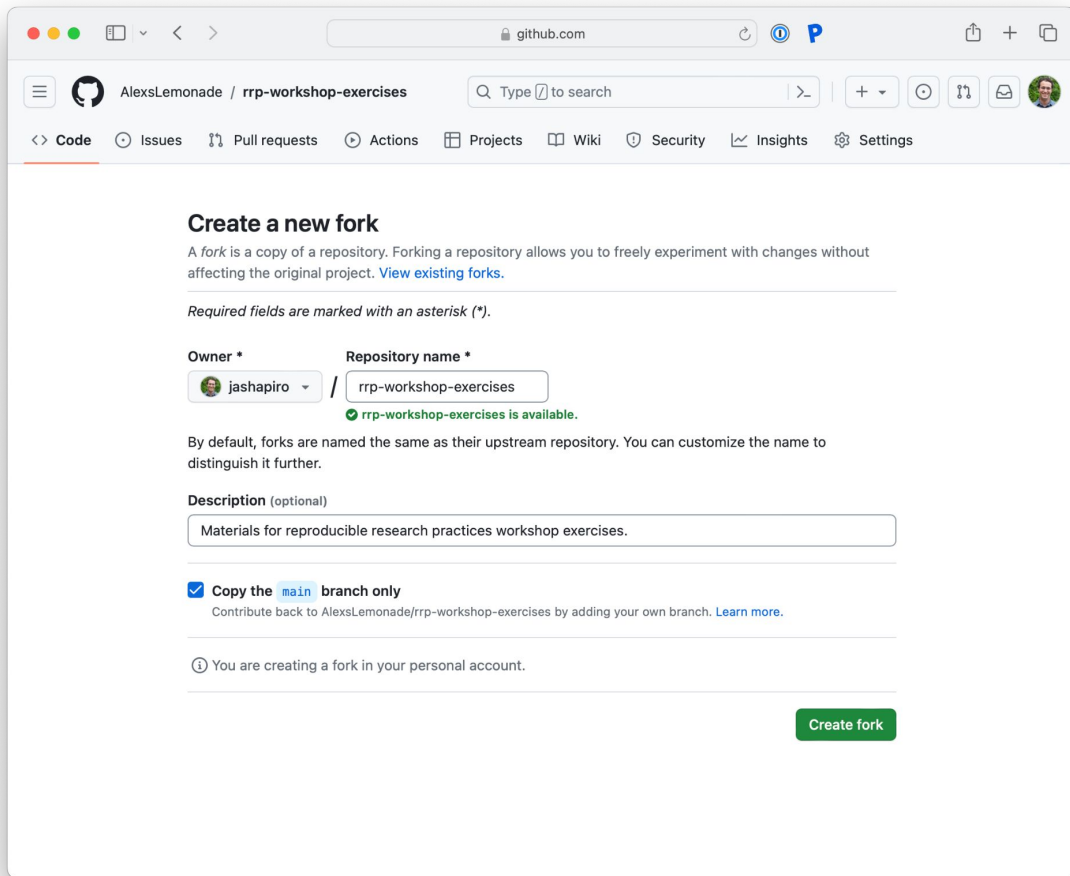 github.com
AlexsLemonade / rrp-workshop-exercises
Type / to search
Code Issues Pull requests Actions Projects Wiki Security Insights Settings
Create a new fork
A fork is a copy of a repository. Forking a repository allows you to freely experiment with changes without
affecting the original project. View existing forks.
Required fields are marked with an asterisk (*).
Owner * Repository name *
jashapiro / rrp-workshop-exercises
rrp-workshop-exercises is available.
By default, forks are named the same as their upstream repository. You can customize the name to
distinguish it further.
Description (optional)
Materials for reproducible research practices workshop exercises.
Copy the main branch only
Contribute back to AlexsLemonade/rrp-workshop-exercises by adding your own branch. Learn more.
You are creating a fork in your personal account.
Create fork